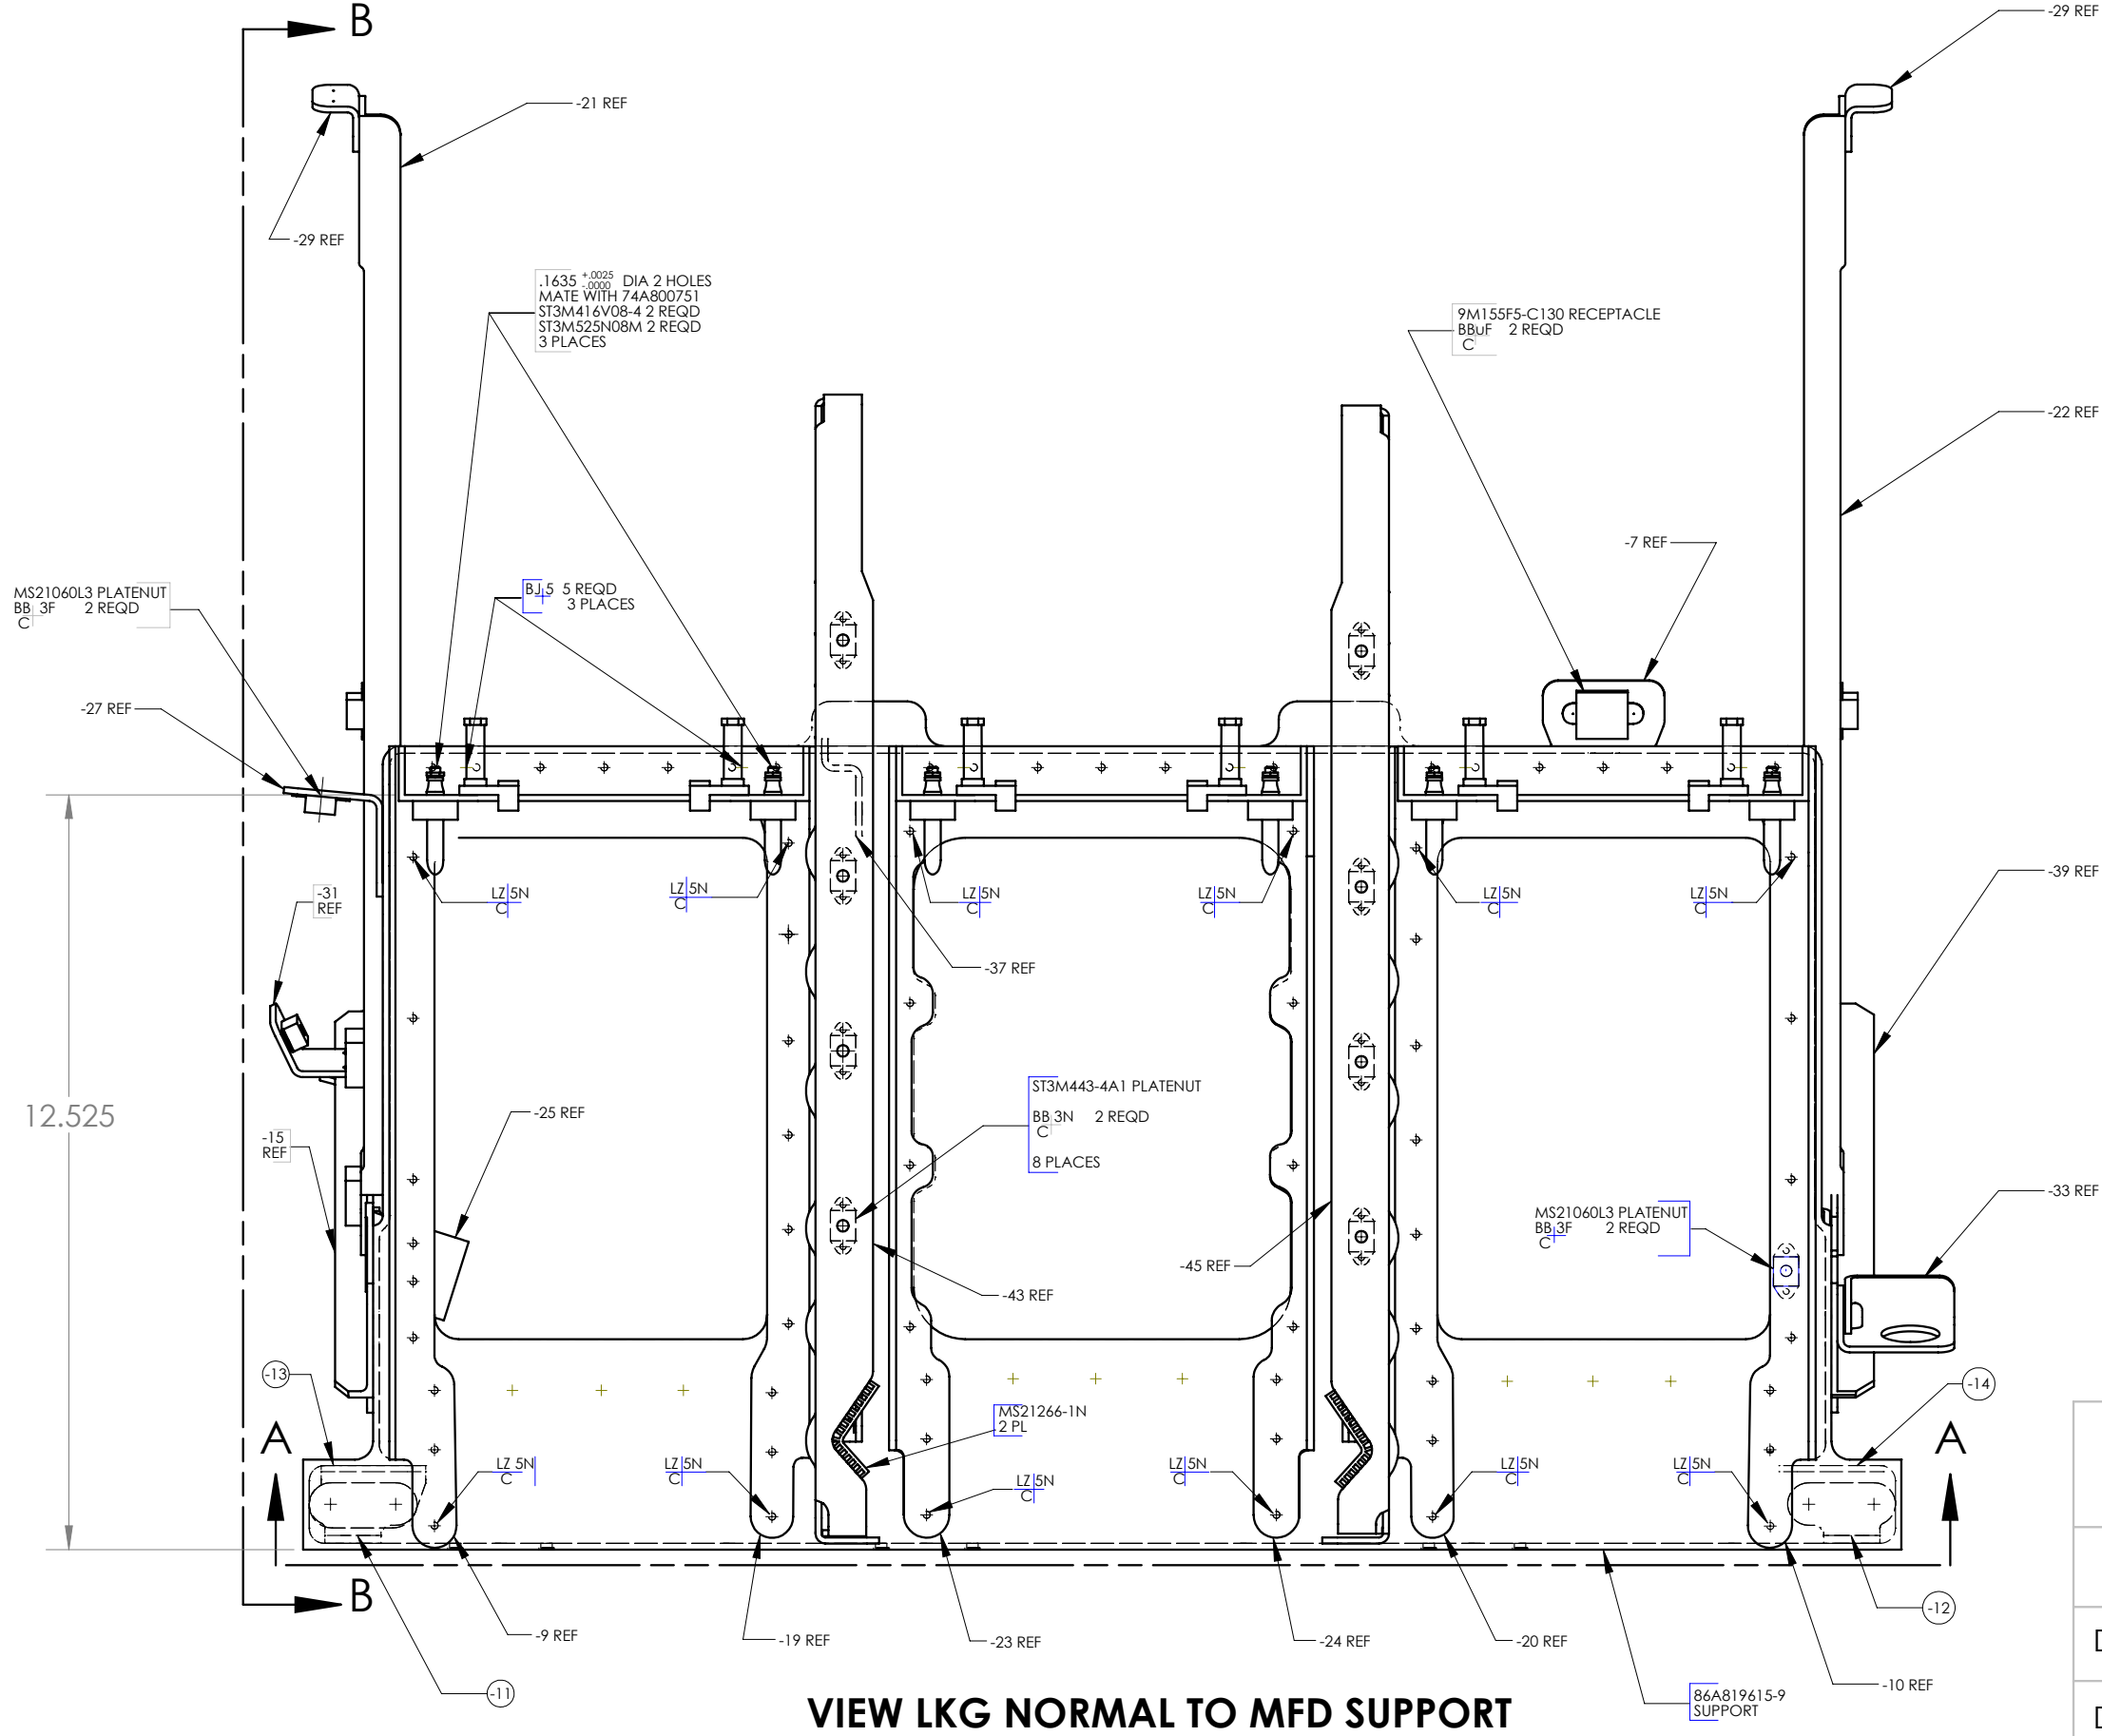 B
-29 REF
-21 REF
-29 REF
.1635 +.0025 -.0000 DIA 2 HOLES
MATE WITH 74A800751
ST3M416V08-4 2 REQD
ST3M525N08M 2 REQD
3 PLACES
9M155F5-C130 RECEPTACLE
BBUF 2 REQD
C
-22 REF
-7 REF
MS21060L3 PLATENUT
BB 3F 2 REQD
C
BJ 5 5 REQD
3 PLACES
-27 REF
-31
REF
LZ 5N
C
LZ 5N
C
LZ 5N
C
LZ 5N
C
LZ 5N
C
LZ 5N
C
-39 REF
-37 REF
12.525
-25 REF
-15
REF
ST3M443-4A1 PLATENUT
BB 3N 2 REQD
C
8 PLACES
-33 REF
MS21060L3 PLATENUT
BB 3F 2 REQD
C
-45 REF
-43 REF
-13
-14
MS21266-1N
2 PL
A
A
LZ 5N
C
LZ 5N
C
LZ 5N
C
LZ 5N
C
LZ 5N
C
LZ 5N
C
B
-12
-9 REF
-19 REF
-23 REF
-24 REF
-20 REF
-10 REF
-11
86A819615-9
SUPPORT
VIEW LKG NORMAL TO MFD SUPPORT